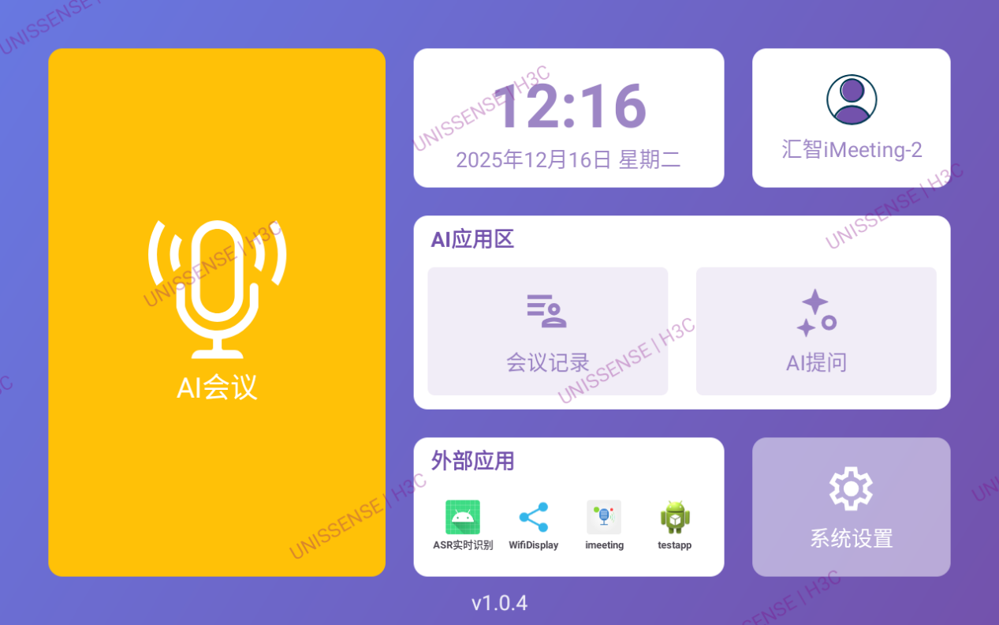 12:16
2025年12月16日 星期二
汇智iMeeting-2
AI会议
AI应用区
会议记录
AI提问
外部应用
ASR实时识别
WifiDisplay
imeeting
testapp
系统设置
v1.0.4
UNISSENSE | H3C
UNISSENSE | H3C
UNISSENSE | H3C
UNISSENSE | H3C
UNISSENSE | H3C
UNISSENSE | H3C